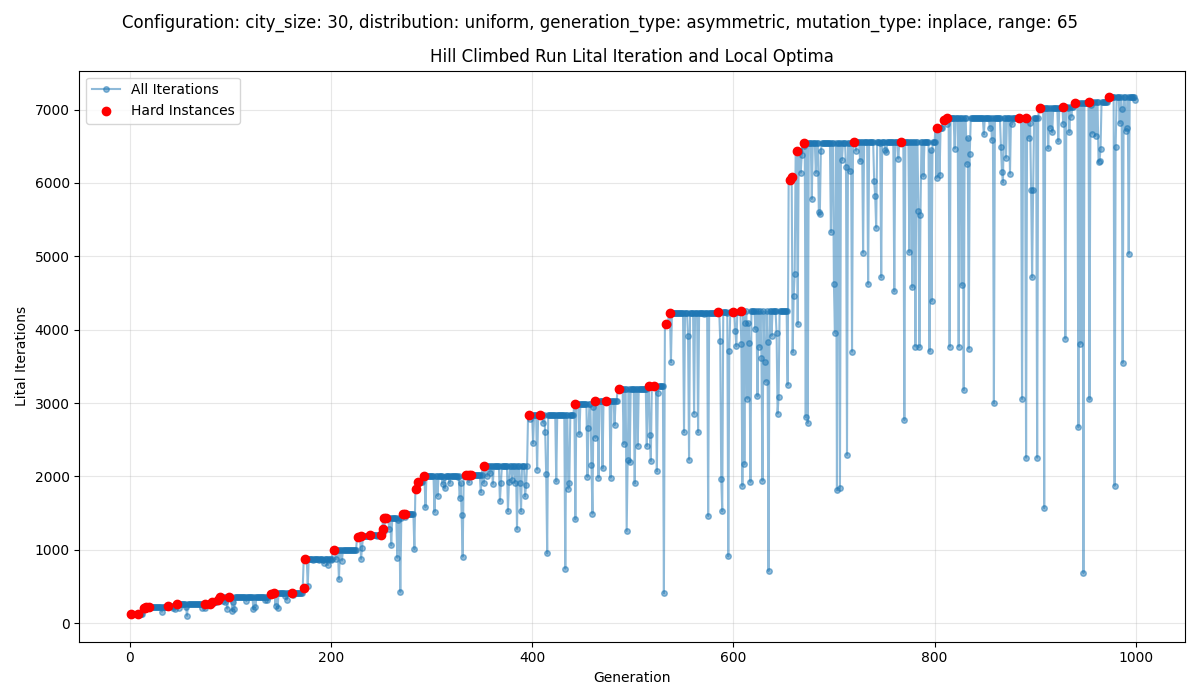 Configuration: city_size: 30, distribution: uniform, generation_type: asymmetric, mutation_type: inplace, range: 65
Hill Climbed Run Lital Iteration and Local Optima
All Iterations
Hard Instances
7000
6000
5000
4000
3000
2000
1000
0
Lital Iterations
0 200 400 600 800 1000
Generation